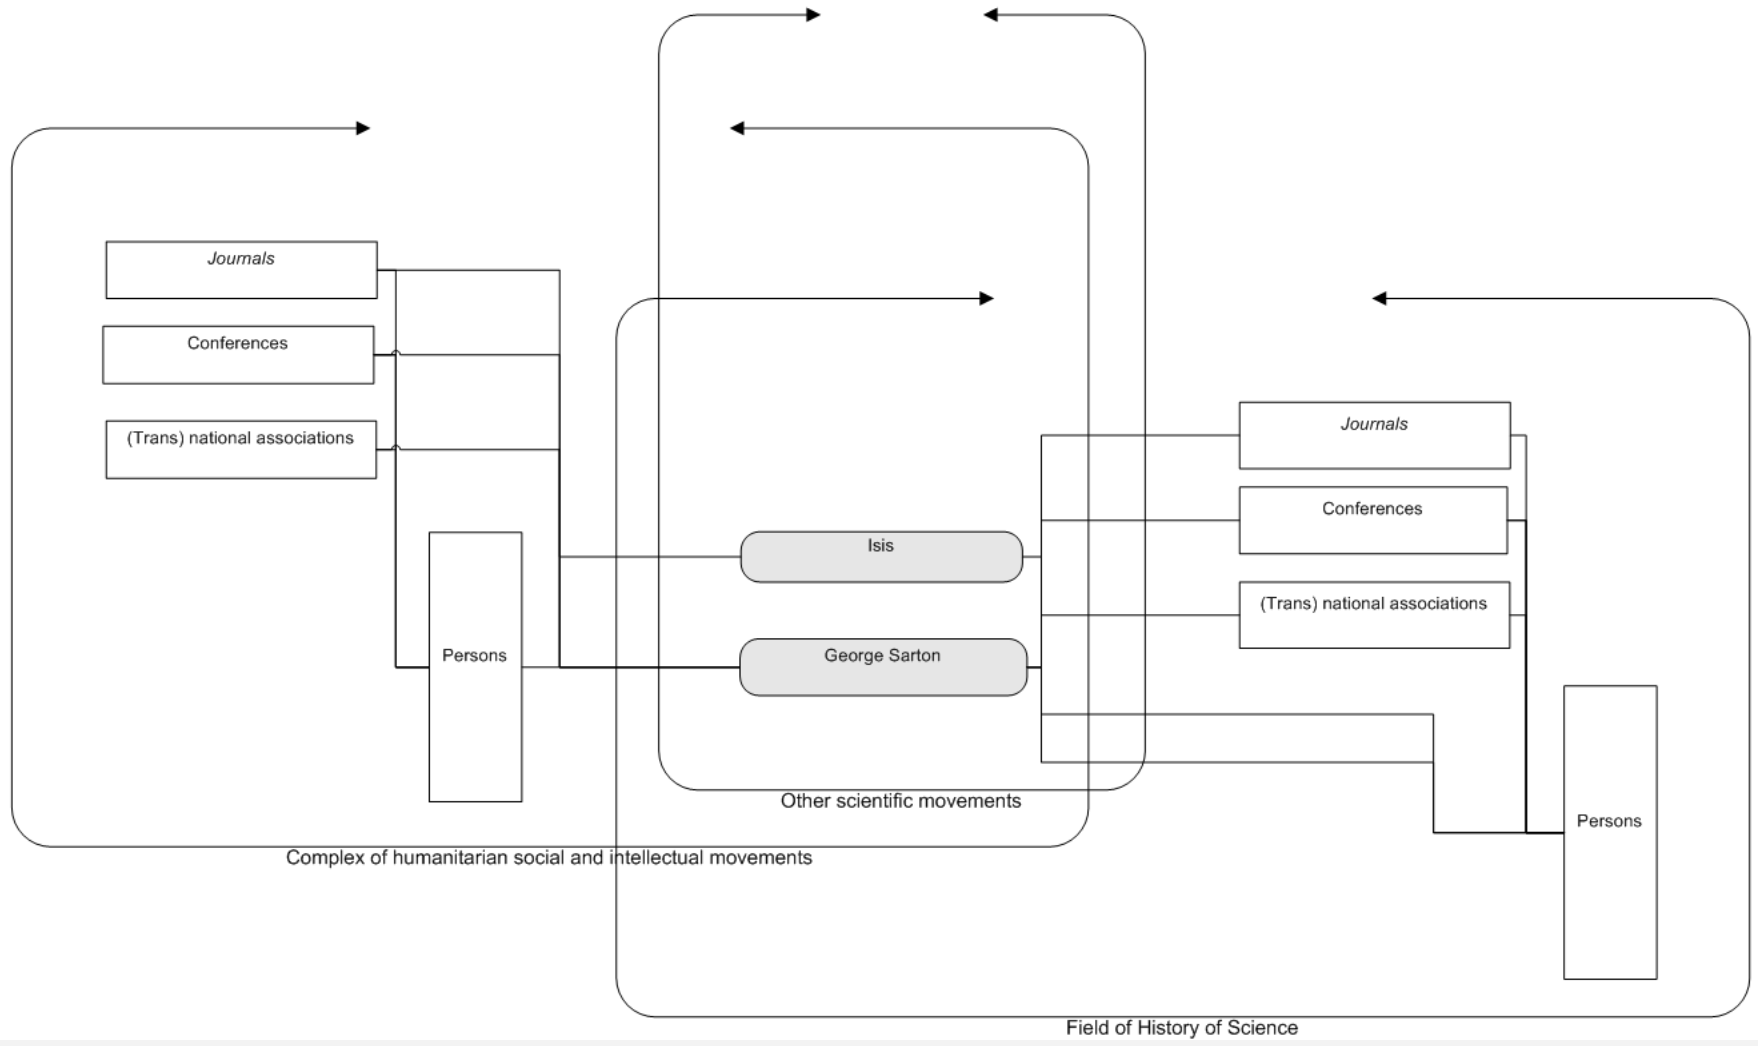 Journals
Conferences
(Trans) national associations
Persons
Isis
George Sarton
Journals
Conferences
(Trans) national associations
Persons
Other scientific movements
Complex of humanitarian social and intellectual movements
Field of History of Science